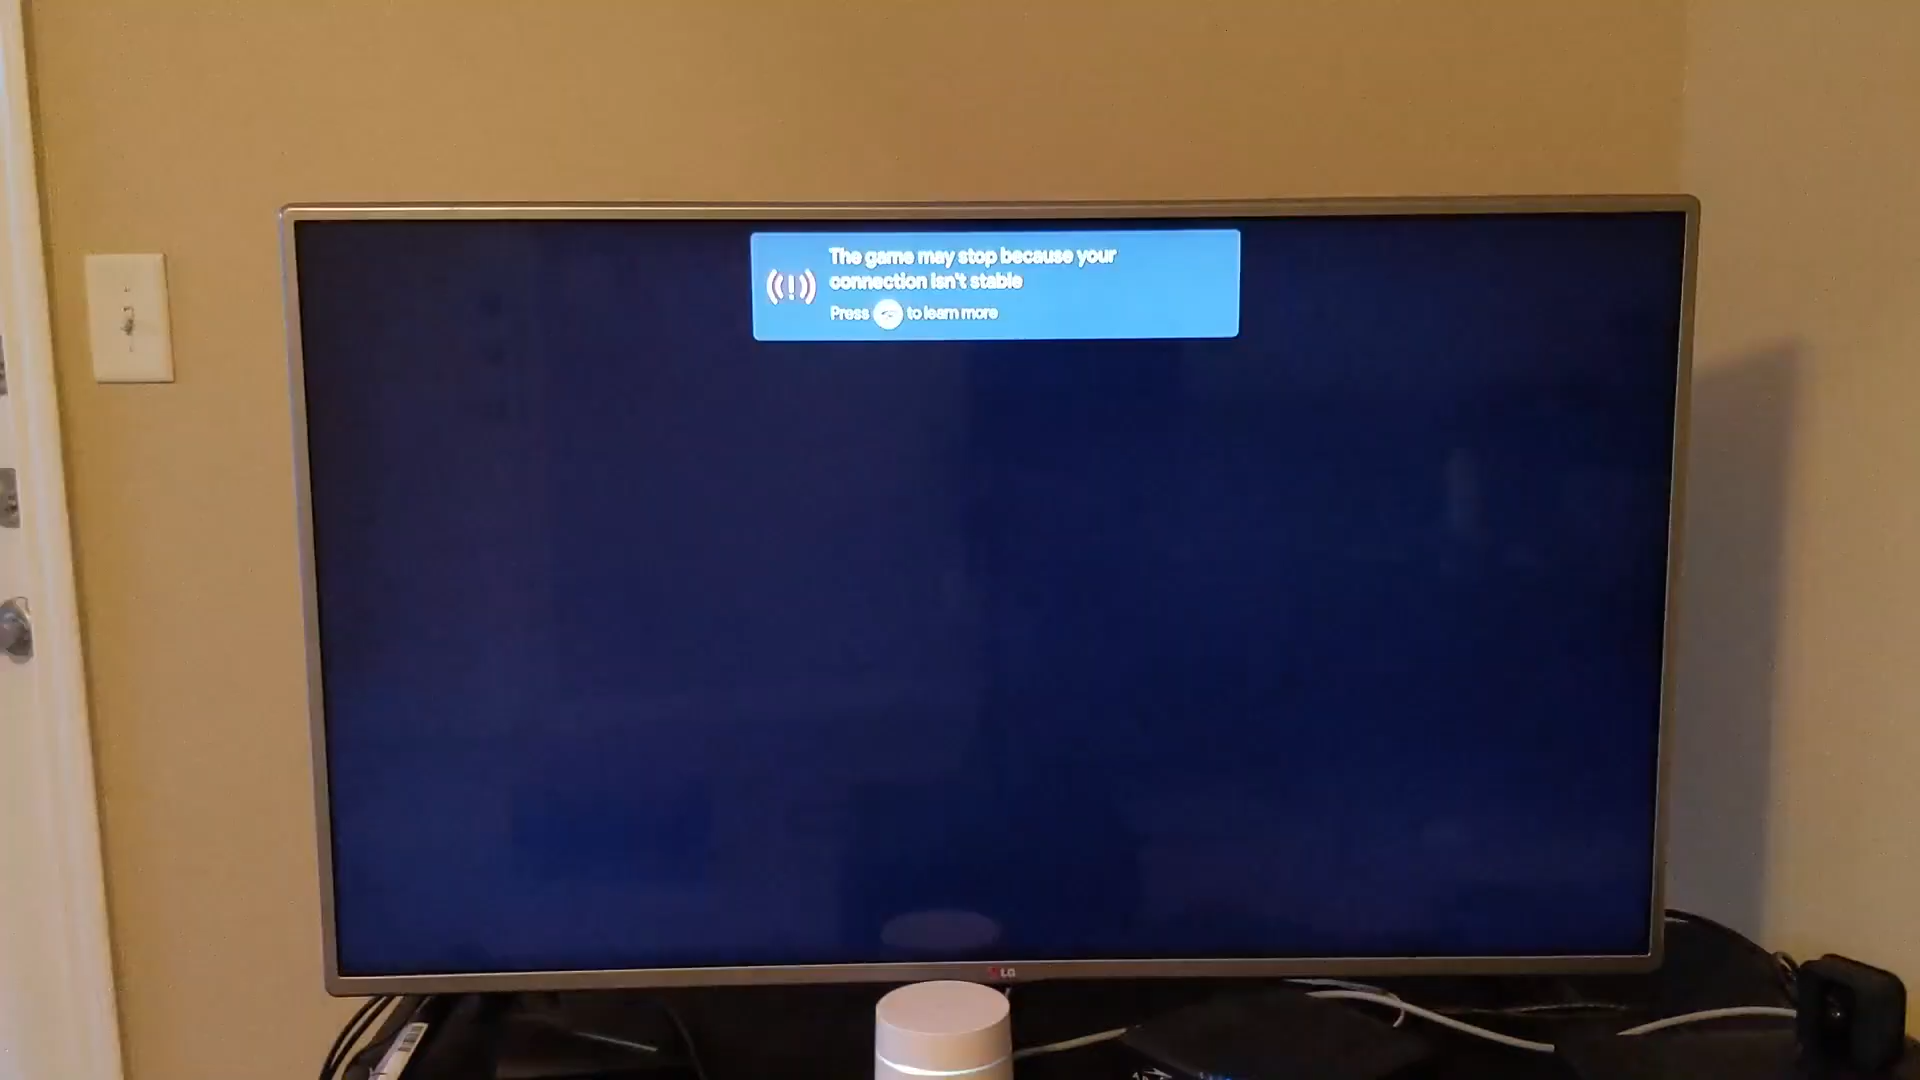 The game may stop because your
connection isn't stable
Press to learn more
LG